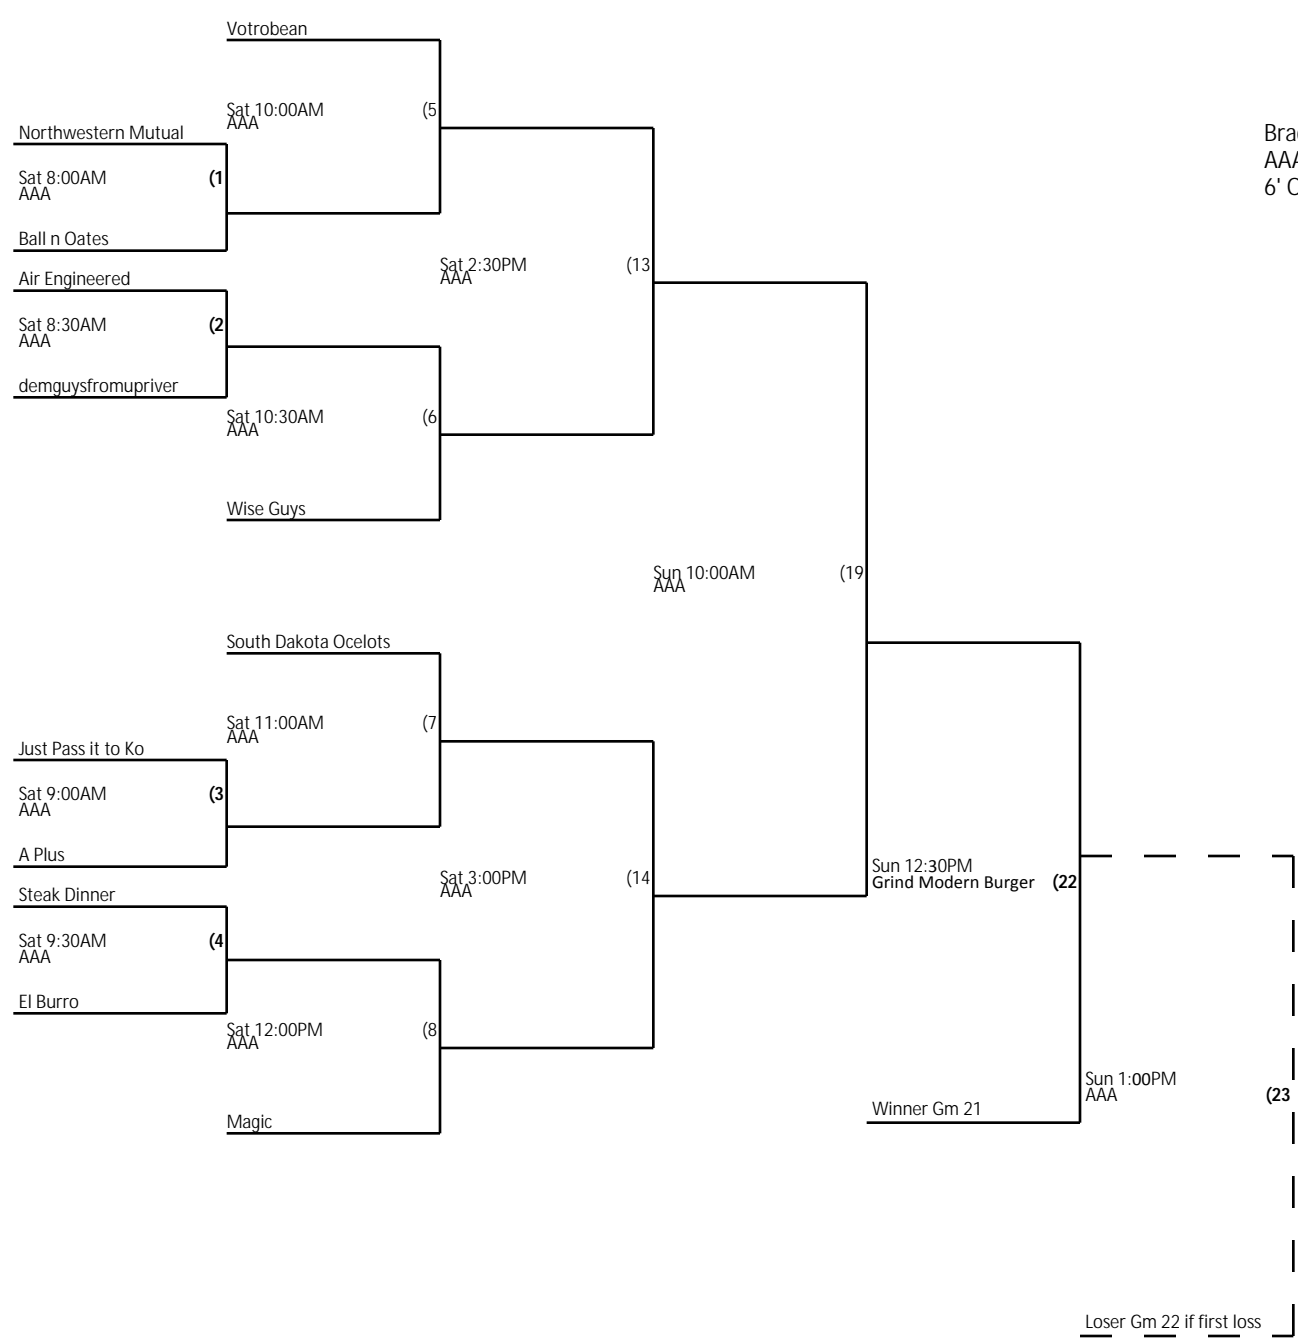 Votrobean
Sat 10:00AM (5
AAA
Northwestern Mutual
Sat 8:00AM (1
AAA
Ball n Oates
Air Engineered
Sat 8:30AM (2
AAA
demguysfromupriver
Sat 2:30PM (13
AAA
Sat 10:30AM (6
AAA
Wise Guys
Sun 10:00AM (19
AAA
South Dakota Ocelots
Sat 11:00AM (7
AAA
Just Pass it to Ko
Sat 9:00AM (3
AAA
A Plus
Steak Dinner
Sat 9:30AM (4
AAA
El Burro
Sat 3:00PM (14
AAA
Sat 12:00PM (8
AAA
Magic
Sun 12:30PM
Grind Modern Burger (22
Winner Gm 21
Sun 1:00PM
AAA (23
Loser Gm 22 if first loss
AAA
6'